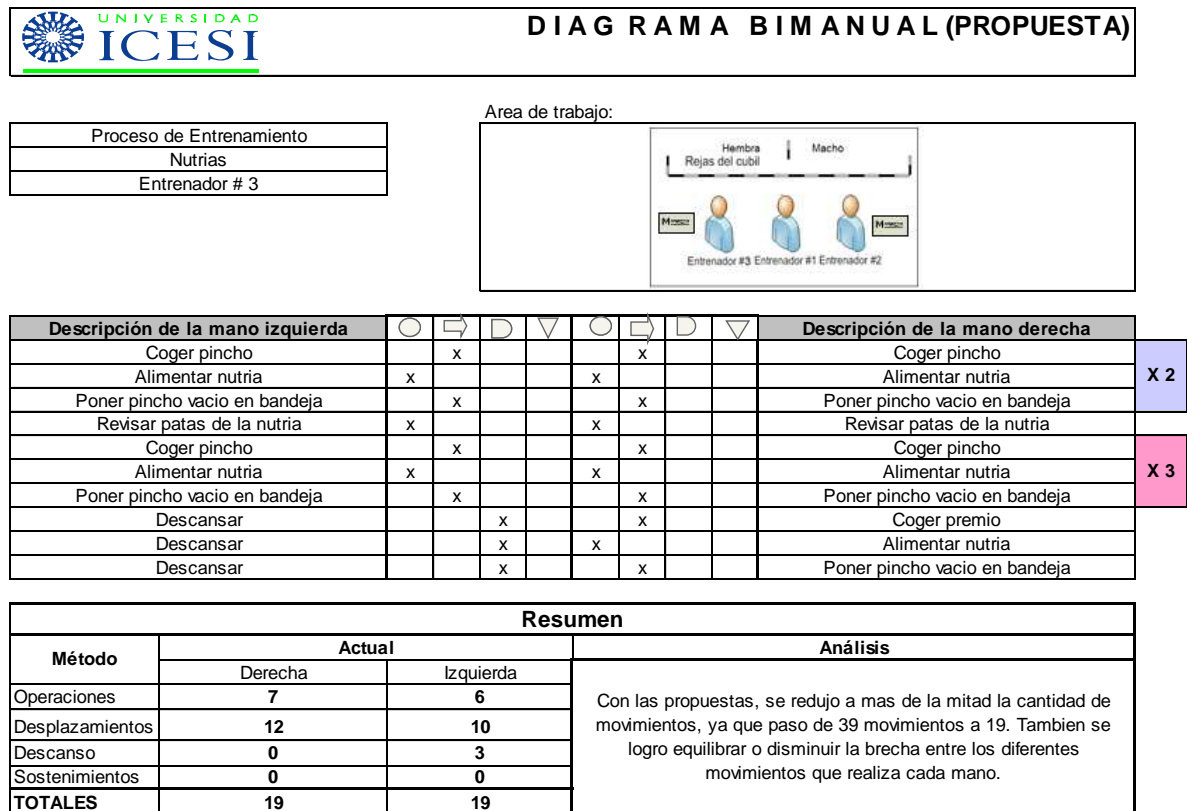 UNIVERSIDAD
ICESI
DIAGRAMA BIMANUAL (PROPUESTA)
Area de trabajo:
Proceso de Entrenamiento
Nutrias
Entrenador # 3
Hembra Macho
Rejas del cubil
Entrenador #3 Entrenador #1 Entrenador #2
Descripción de la mano izquierda Descripción de la mano derecha
Coger pincho x x Coger pincho
Alimentar nutria x x Alimentar nutria X 2
Poner pincho vacio en bandeja x x Poner pincho vacio en bandeja
Revisar patas de la nutria x x Revisar patas de la nutria
Coger pincho x x Coger pincho
Alimentar nutria x x Alimentar nutria X 3
Poner pincho vacio en bandeja x x Poner pincho vacio en bandeja
Descansar x x Coger premio
Descansar x x Alimentar nutria
Descansar x x Poner pincho vacio en bandeja
Resumen
Método Actual Análisis
Derecha Izquierda
Operaciones 7 6
Desplazamientos 12 10
Descanso 0 3
Sostenimientos 0 0
TOTALES 19 19
Con las propuestas, se redujo a mas de la mitad la cantidad de
movimientos, ya que paso de 39 movimientos a 19. Tambien se
logro equilibrar o disminuir la brecha entre los diferentes
movimientos que realiza cada mano.